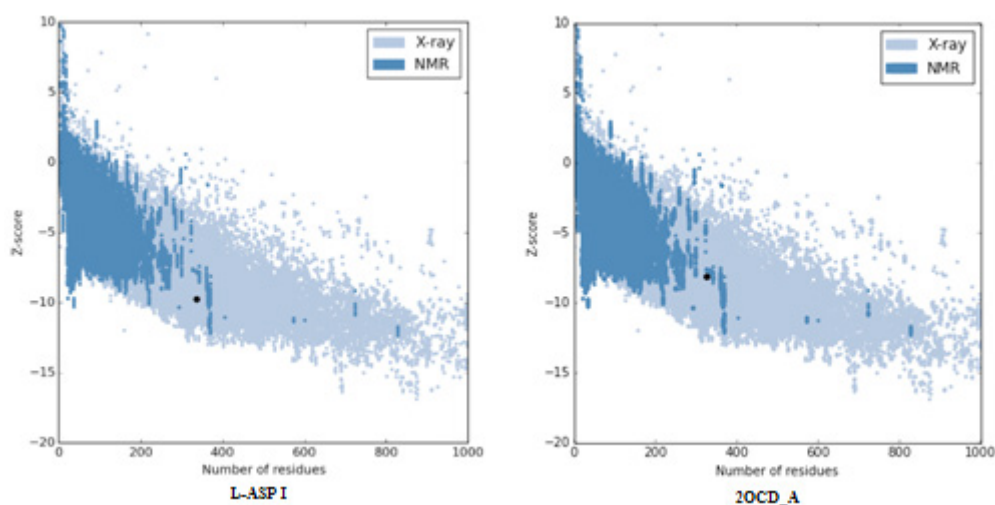 10
5
0
−5
−10
−15
−20
Z-score
X-ray
NMR
0 200 400 600 800 1000
Number of residues
L-ASP I
10
5
0
−5
−10
−15
−20
Z-score
X-ray
NMR
0 200 400 600 800 1000
Number of residues
2OCD_A